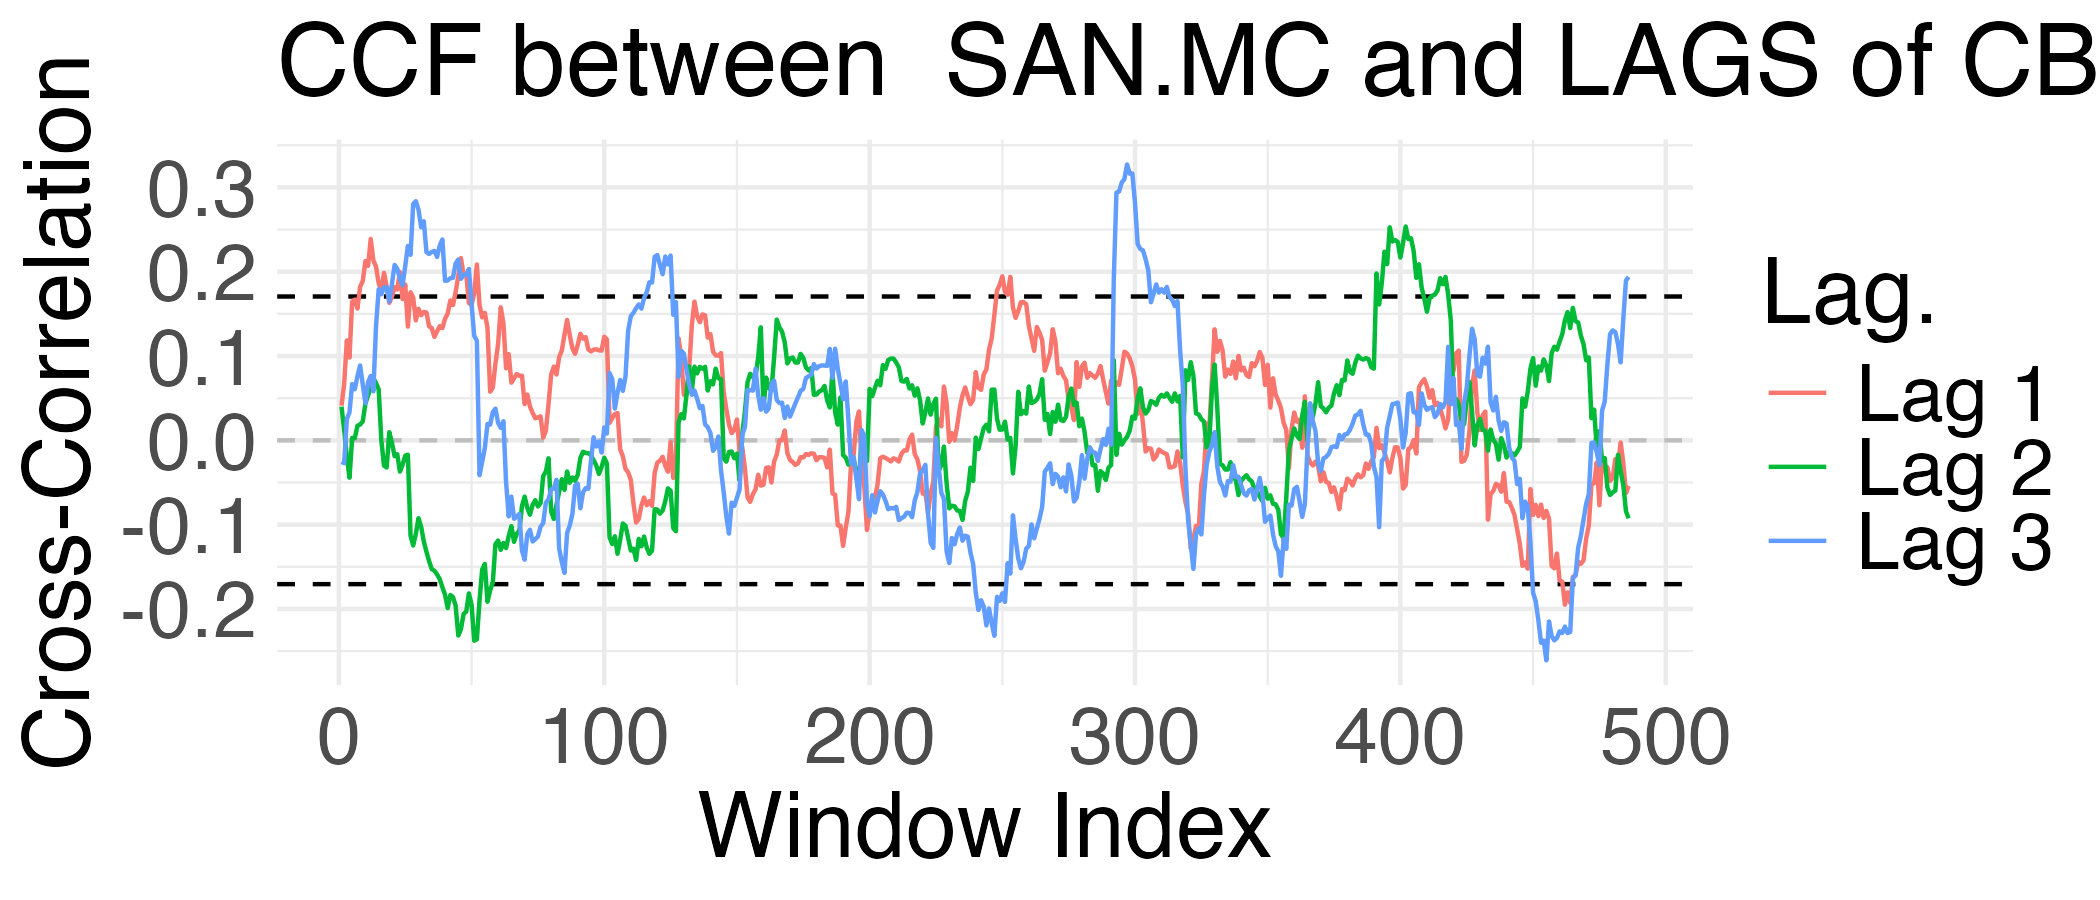 CCF between  SAN.MC and LAGS of CB
Cross-Correlation
0.3
0.2
0.1
0.0
-0.1
-0.2
0 100 200 300 400 500
Window Index
Lag.
Lag 1
Lag 2
Lag 3